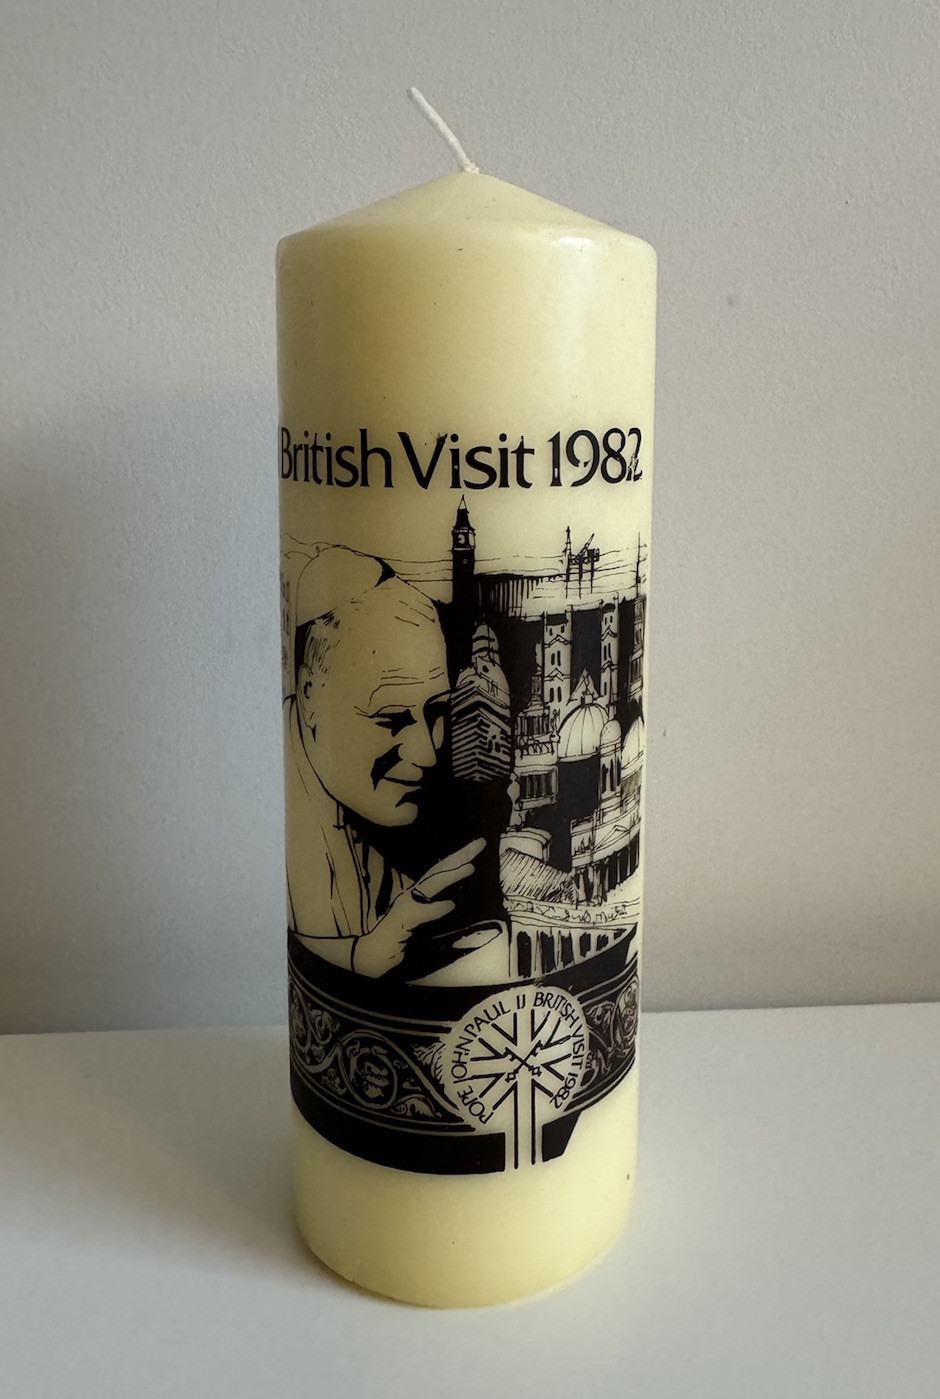 British Visit 1982
POPE JOHN PAUL II BRITISH VISIT 1982